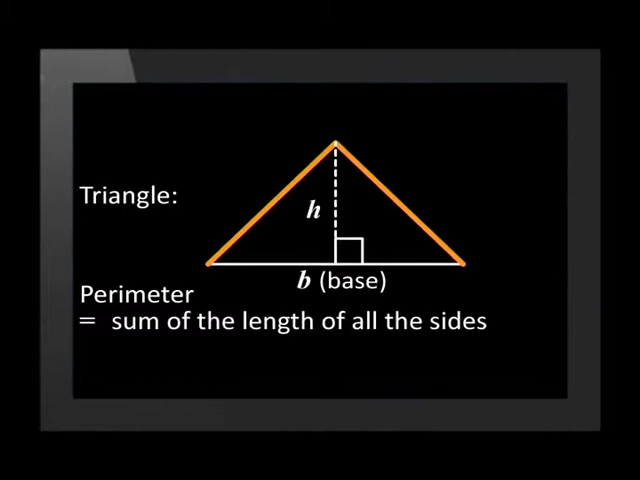 Triangle:
h
b (base)
Perimeter
= sum of the length of all the sides